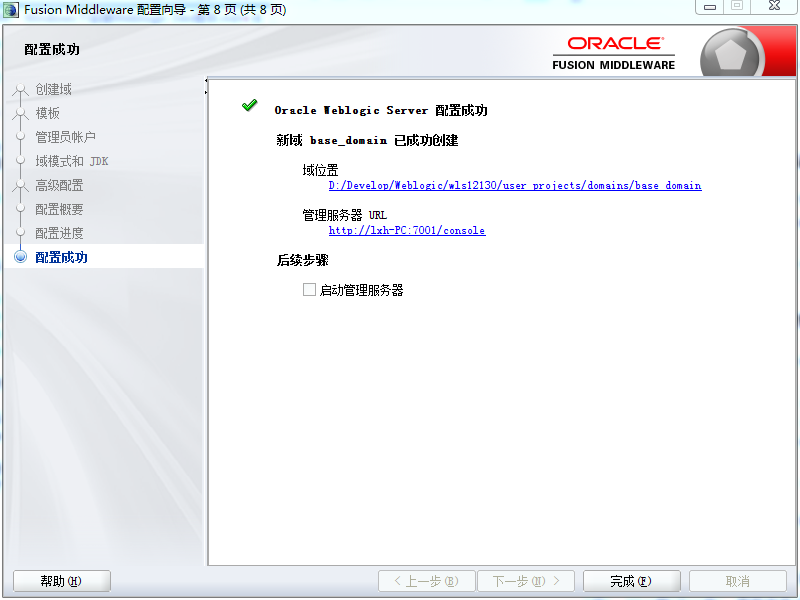 Fusion Middleware 配置向导 - 第 8 页 (共 8 页)
配置成功
ORACLE
FUSION MIDDLEWARE
创建域
模板
管理员帐户
域模式和 JDK
高级配置
配置概要
配置进度
配置成功
Oracle Weblogic Server 配置成功
新域 base_domain 已成功创建
域位置
D:/Develop/Weblogic/wls12130/user_projects/domains/base_domain
管理服务器 URL
http://lxh-PC:7001/console
后续步骤
启动管理服务器
帮助(H)
< 上一步(B)
下一步(N) >
完成(F)
取消